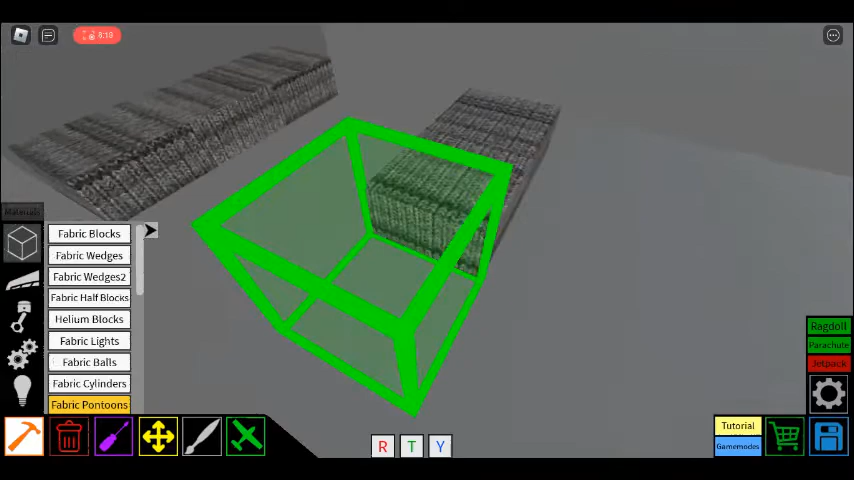 8:19
Materials
Fabric Blocks
Fabric Wedges
Fabric Wedges2
Fabric Half Blocks
Helium Blocks
Fabric Lights
Fabric Balls
Fabric Cylinders
Fabric Pontoons
Ragdoll
Parachute
Jetpack
Tutorial
Gamemodes
R T Y